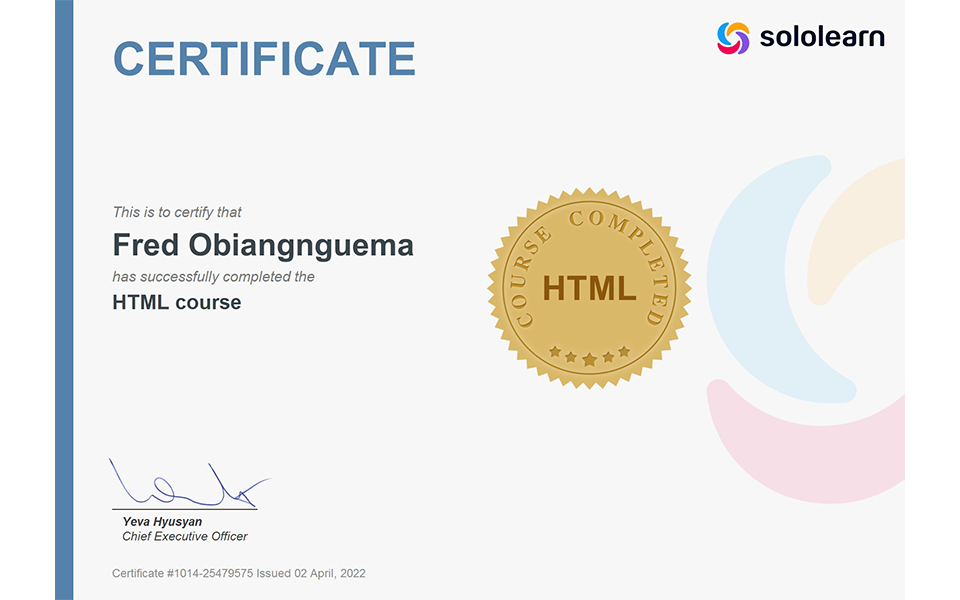 CERTIFICATE
sololearn
This is to certify that
Fred Obiangnguema
has successfully completed the
HTML course
COURSE COMPLETED
HTML
Yeva Hyusyan
Chief Executive Officer
Certificate #1014-25479575 Issued 02 April, 2022